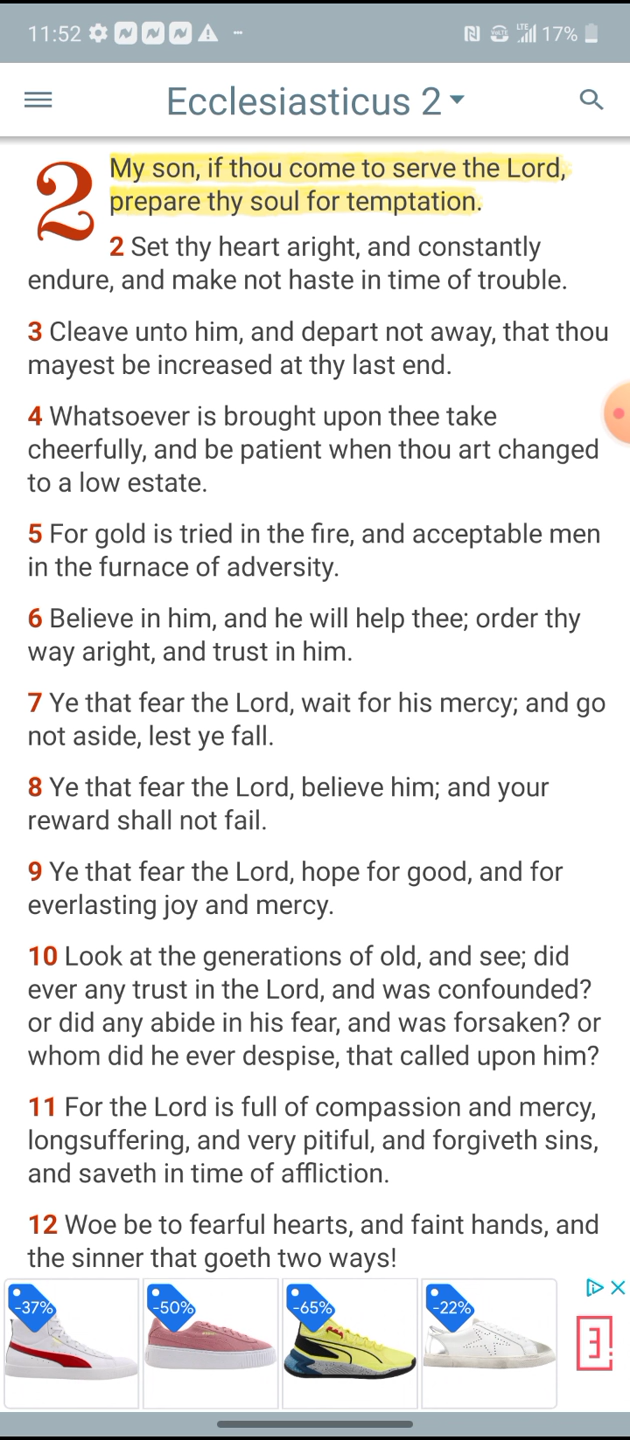 11:52
LTE 17%
Ecclesiasticus 2
2 My son, if thou come to serve the Lord,
prepare thy soul for temptation.
2 Set thy heart aright, and constantly
endure, and make not haste in time of trouble.
3 Cleave unto him, and depart not away, that thou
mayest be increased at thy last end.
4 Whatsoever is brought upon thee take
cheerfully, and be patient when thou art changed
to a low estate.
5 For gold is tried in the fire, and acceptable men
in the furnace of adversity.
6 Believe in him, and he will help thee; order thy
way aright, and trust in him.
7 Ye that fear the Lord, wait for his mercy; and go
not aside, lest ye fall.
8 Ye that fear the Lord, believe him; and your
reward shall not fail.
9 Ye that fear the Lord, hope for good, and for
everlasting joy and mercy.
10 Look at the generations of old, and see; did
ever any trust in the Lord, and was confounded?
or did any abide in his fear, and was forsaken? or
whom did he ever despise, that called upon him?
11 For the Lord is full of compassion and mercy,
longsuffering, and very pitiful, and forgiveth sins,
and saveth in time of affliction.
12 Woe be to fearful hearts, and faint hands, and
the sinner that goeth two ways!
-37% -50% -65% -22%